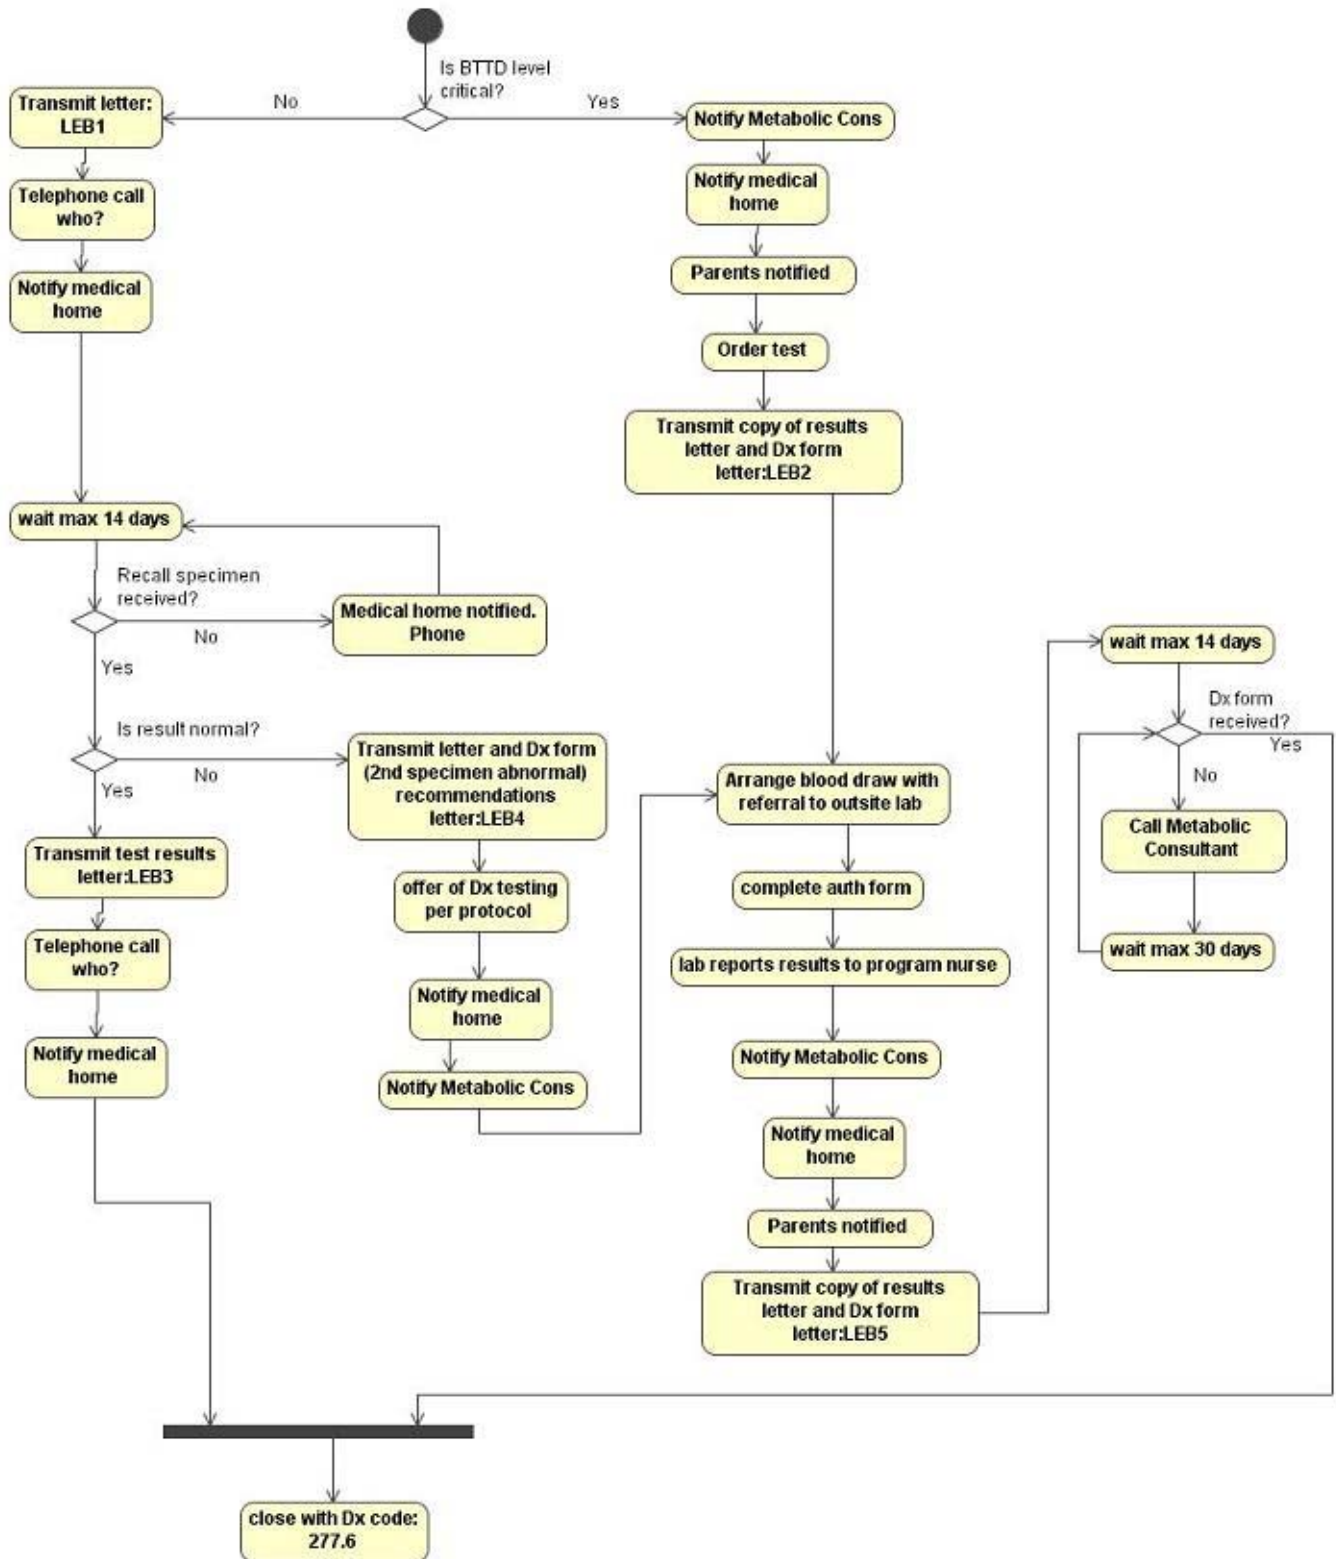 Is BTTD level
critical?
No
Yes
Transmit letter:
LEB1
Telephone call
who?
Notify medical
home
Notify Metabolic Cons
Notify medical
home
Parents notified
Order test
Transmit copy of results
letter and Dx form
letter:LEB2
wait max 14 days
Recall specimen
received?
No
Medical home notified.
Phone
Yes
Is result normal?
No
Yes
Transmit letter and Dx form
(2nd specimen abnormal)
recommendations
letter:LEB4
offer of Dx testing
per protocol
Notify medical
home
Notify Metabolic Cons
Transmit test results
letter:LEB3
Telephone call
who?
Notify medical
home
Arrange blood draw with
referral to outsite lab
complete auth form
lab reports results to program nurse
Notify Metabolic Cons
Notify medical
home
Parents notified
Transmit copy of results
letter and Dx form
letter:LEB5
wait max 14 days
Dx form
received?
Yes
No
Call Metabolic
Consultant
wait max 30 days
close with Dx code:
277.6